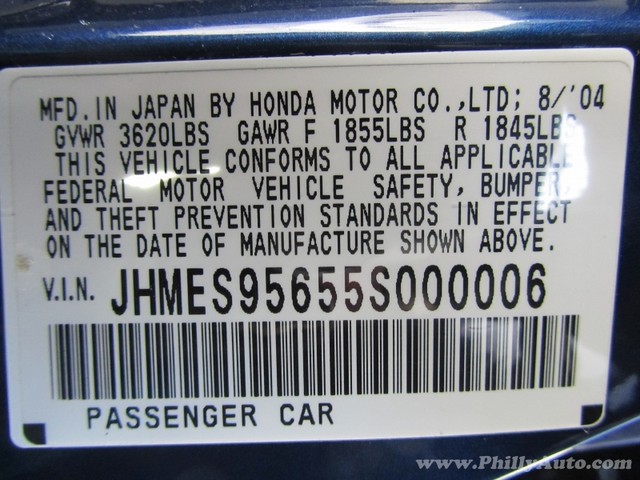 MFD.IN JAPAN BY HONDA MOTOR CO.,LTD; 8/'04
GVWR 3620LBS GAWR F 1855LBS R 1845LBS
THIS VEHICLE CONFORMS TO ALL APPLICABLE
FEDERAL MOTOR VEHICLE SAFETY, BUMPER,
AND THEFT PREVENTION STANDARDS IN EFFECT
ON THE DATE OF MANUFACTURE SHOWN ABOVE.
V.I.N. JHMES95655S000006
PASSENGER CAR
www.PhillyAuto.com